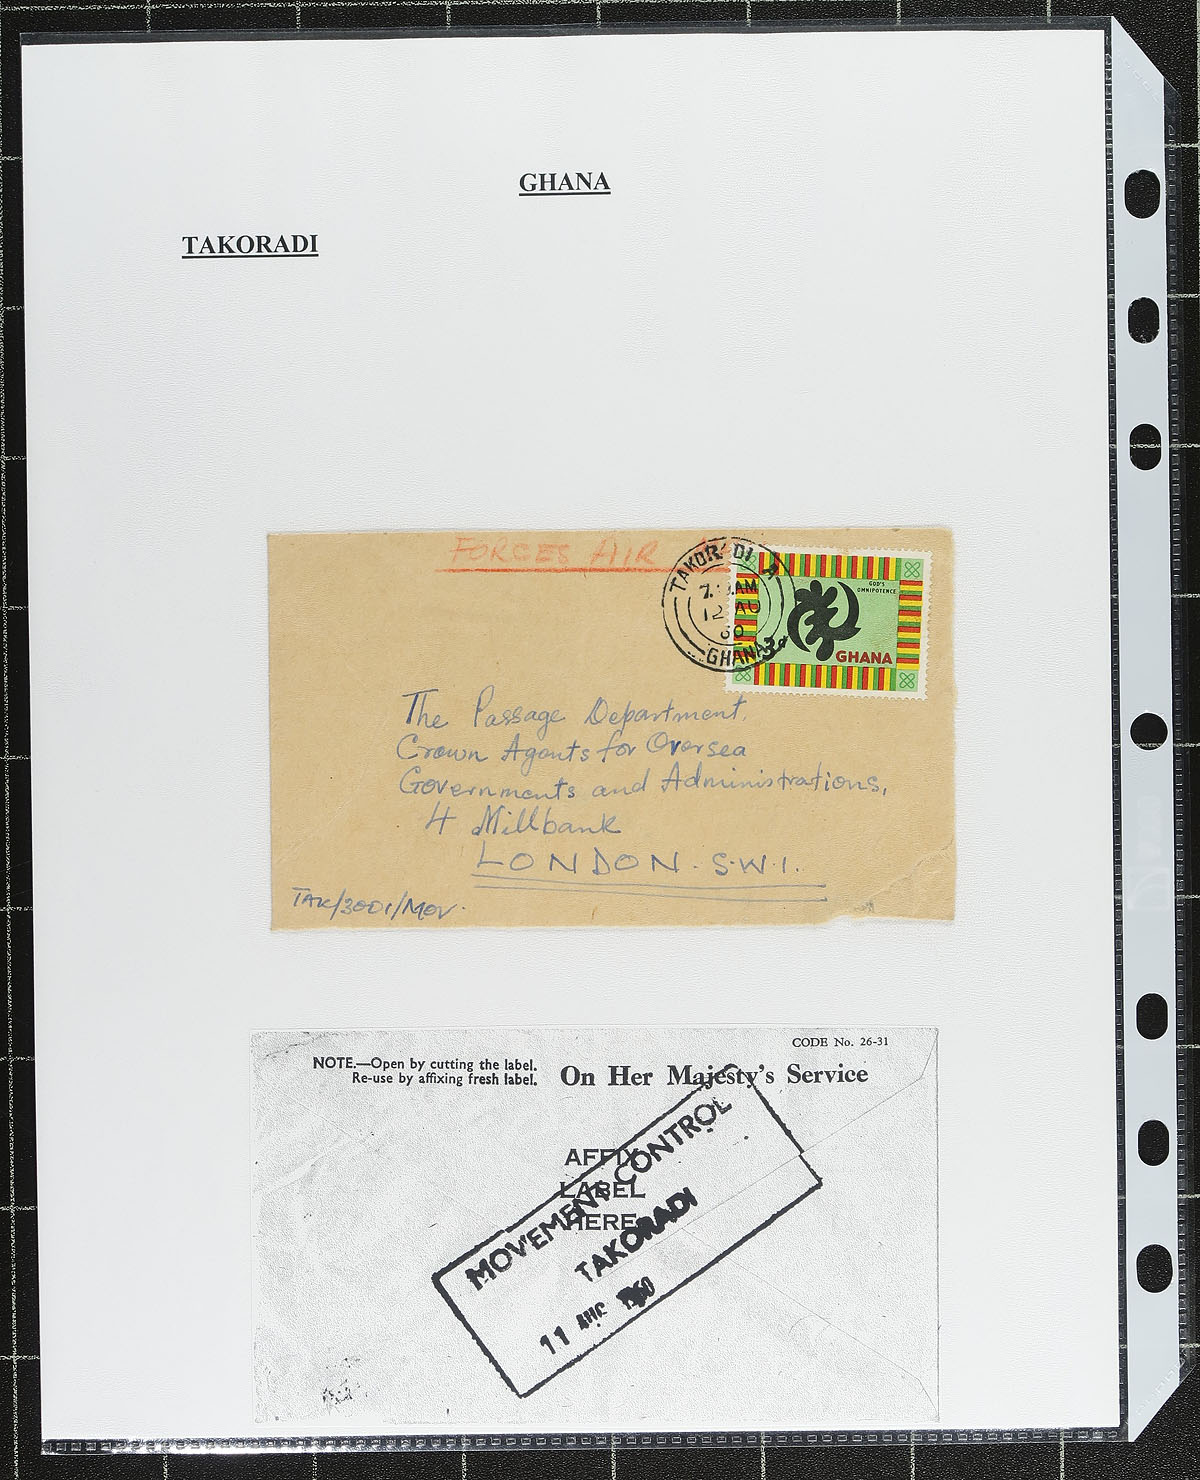 GHANA
TAKORADI
FORCES AIR
TAKORADI A
12 AU
60
GHANA
GOD'S
OMNIPOTENCE
3d
GHANA
The Passage Department,
Crown Agents for Oversea
Governments and Administrations,
4 Millbank
LONDON. S.W.1.
TAK/3001/MOV.
CODE No. 26-31
NOTE.—Open by cutting the label.
Re-use by affixing fresh label.
On Her Majesty's Service
AFFIX
LABEL
HERE
MOVEMENT CONTROL
TAKORADI
11 AUG 1960